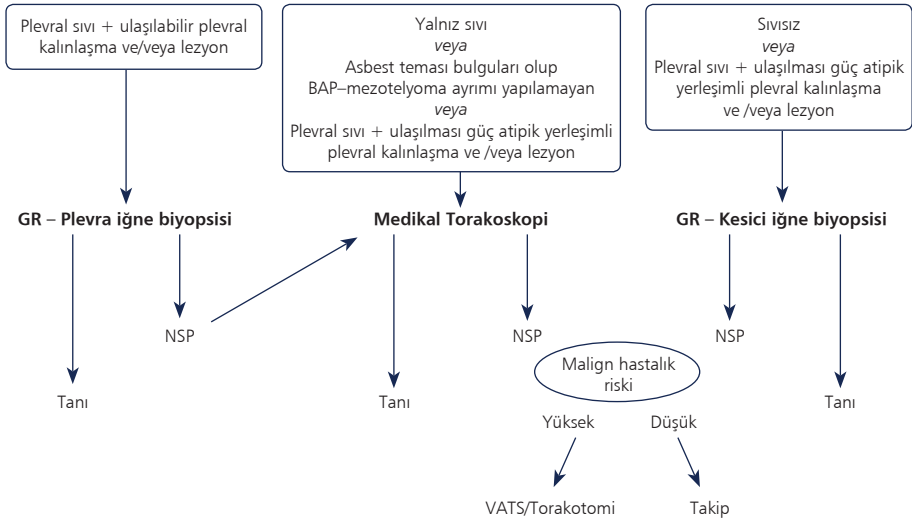 Plevral sıvı + ulaşılabilir plevral
kalınlaşma ve/veya lezyon
Yalnız sıvı
veya
Asbest teması bulguları olup
BAP–mezotelyoma ayrımı yapılamayan
veya
Plevral sıvı + ulaşılması güç atipik yerleşimli
plevral kalınlaşma ve /veya lezyon
Sıvısız
veya
Plevral sıvı + ulaşılması güç atipik
yerleşimli plevral kalınlaşma
ve /veya lezyon
GR – Plevra iğne biyopsisi
Medikal Torakoskopi
GR – Kesici iğne biyopsisi
NSP
NSP
NSP
Malign hastalık
riski
Tanı
Tanı
Tanı
Yüksek
Düşük
VATS/Torakotomi
Takip